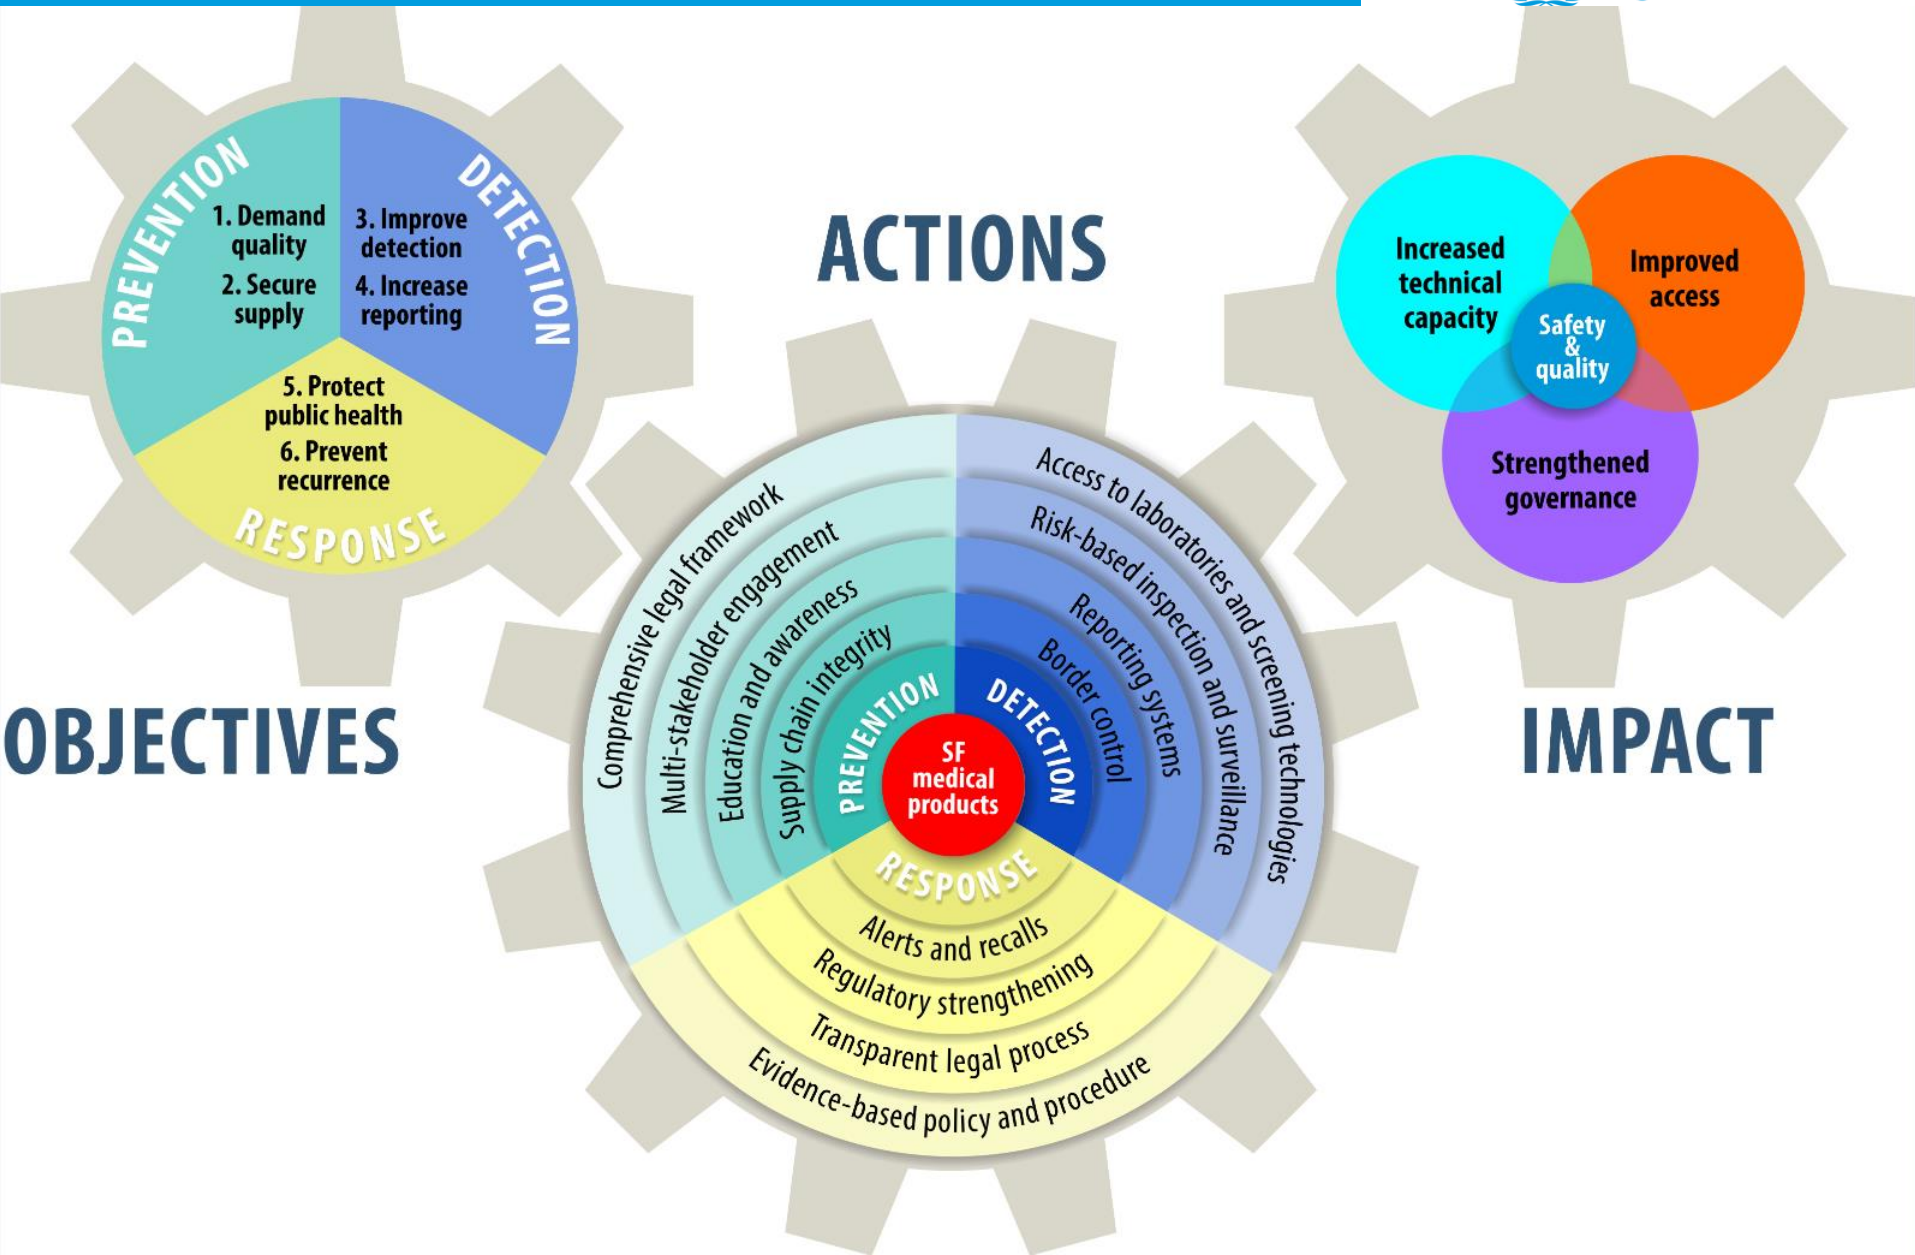 PREVENTION
1. Demand
quality
2. Secure
supply
DETECTION
3. Improve
detection
4. Increase
reporting
5. Protect
public health
6. Prevent
recurrence
RESPONSE
OBJECTIVES
ACTIONS
Comprehensive legal framework
Multi-stakeholder engagement
Education and awareness
Supply chain integrity
PREVENTION
Access to laboratories and screening technologies
Risk-based inspection and surveillance
Reporting systems
Border control
DETECTION
SF
medical
products
RESPONSE
Alerts and recalls
Regulatory strengthening
Transparent legal process
Evidence-based policy and procedure
Increased
technical
capacity
Improved
access
Safety
&
quality
Strengthened
governance
IMPACT